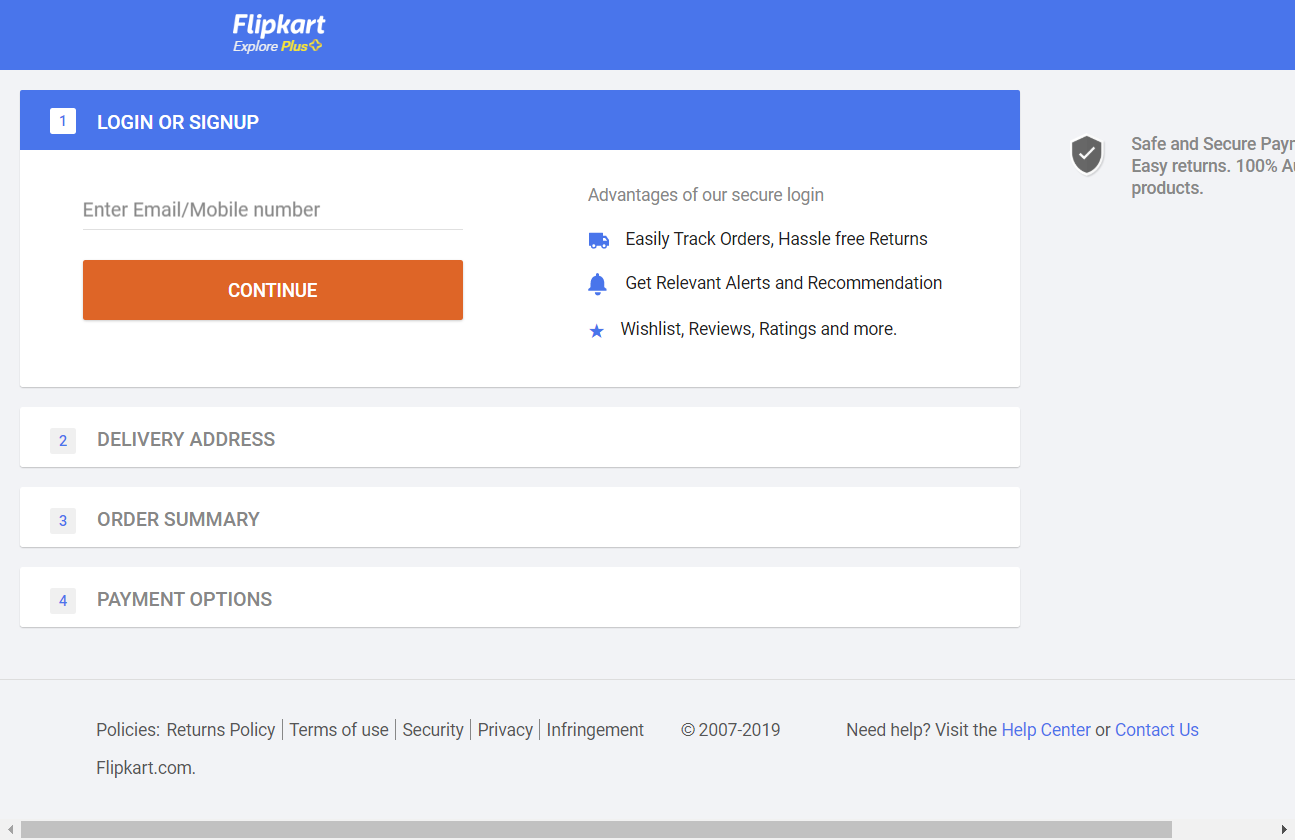 Flipkart
Explore Plus
1 LOGIN OR SIGNUP
Enter Email/Mobile number
CONTINUE
Advantages of our secure login
Easily Track Orders, Hassle free Returns
Get Relevant Alerts and Recommendation
Wishlist, Reviews, Ratings and more.
Safe and Secure
Easy returns. 100%
products.
2 DELIVERY ADDRESS
3 ORDER SUMMARY
4 PAYMENT OPTIONS
Policies: Returns Policy Terms of use Security Privacy Infringement © 2007-2019 Need help? Visit the Help Center or Contact Us
Flipkart.com.